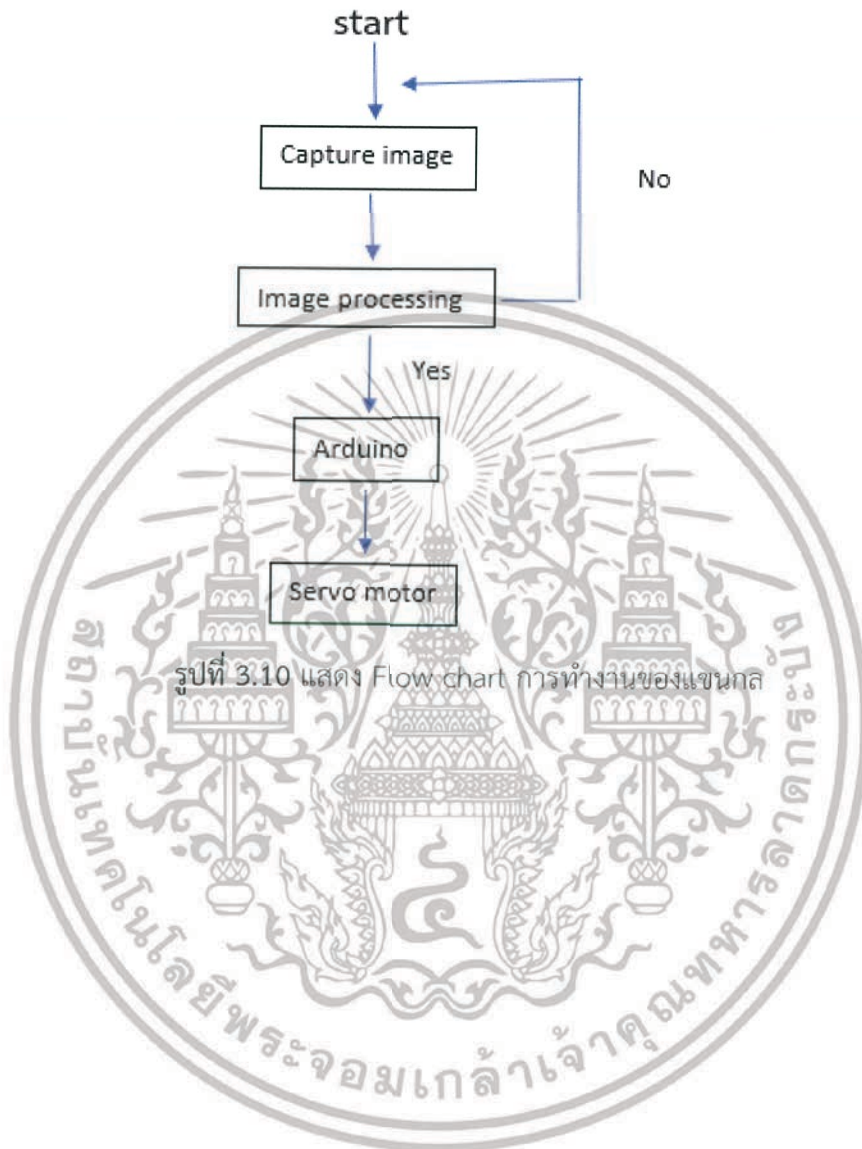 start
Capture image
No
Image processing
Yes
Arduino
Servo motor
รูปที่ 3.10 แสดง Flow chart การทำงานของแขนกล
สถาบันเทคโนโลยีพระจอมเกล้าเจ้าคุณทหารลาดกระบัง